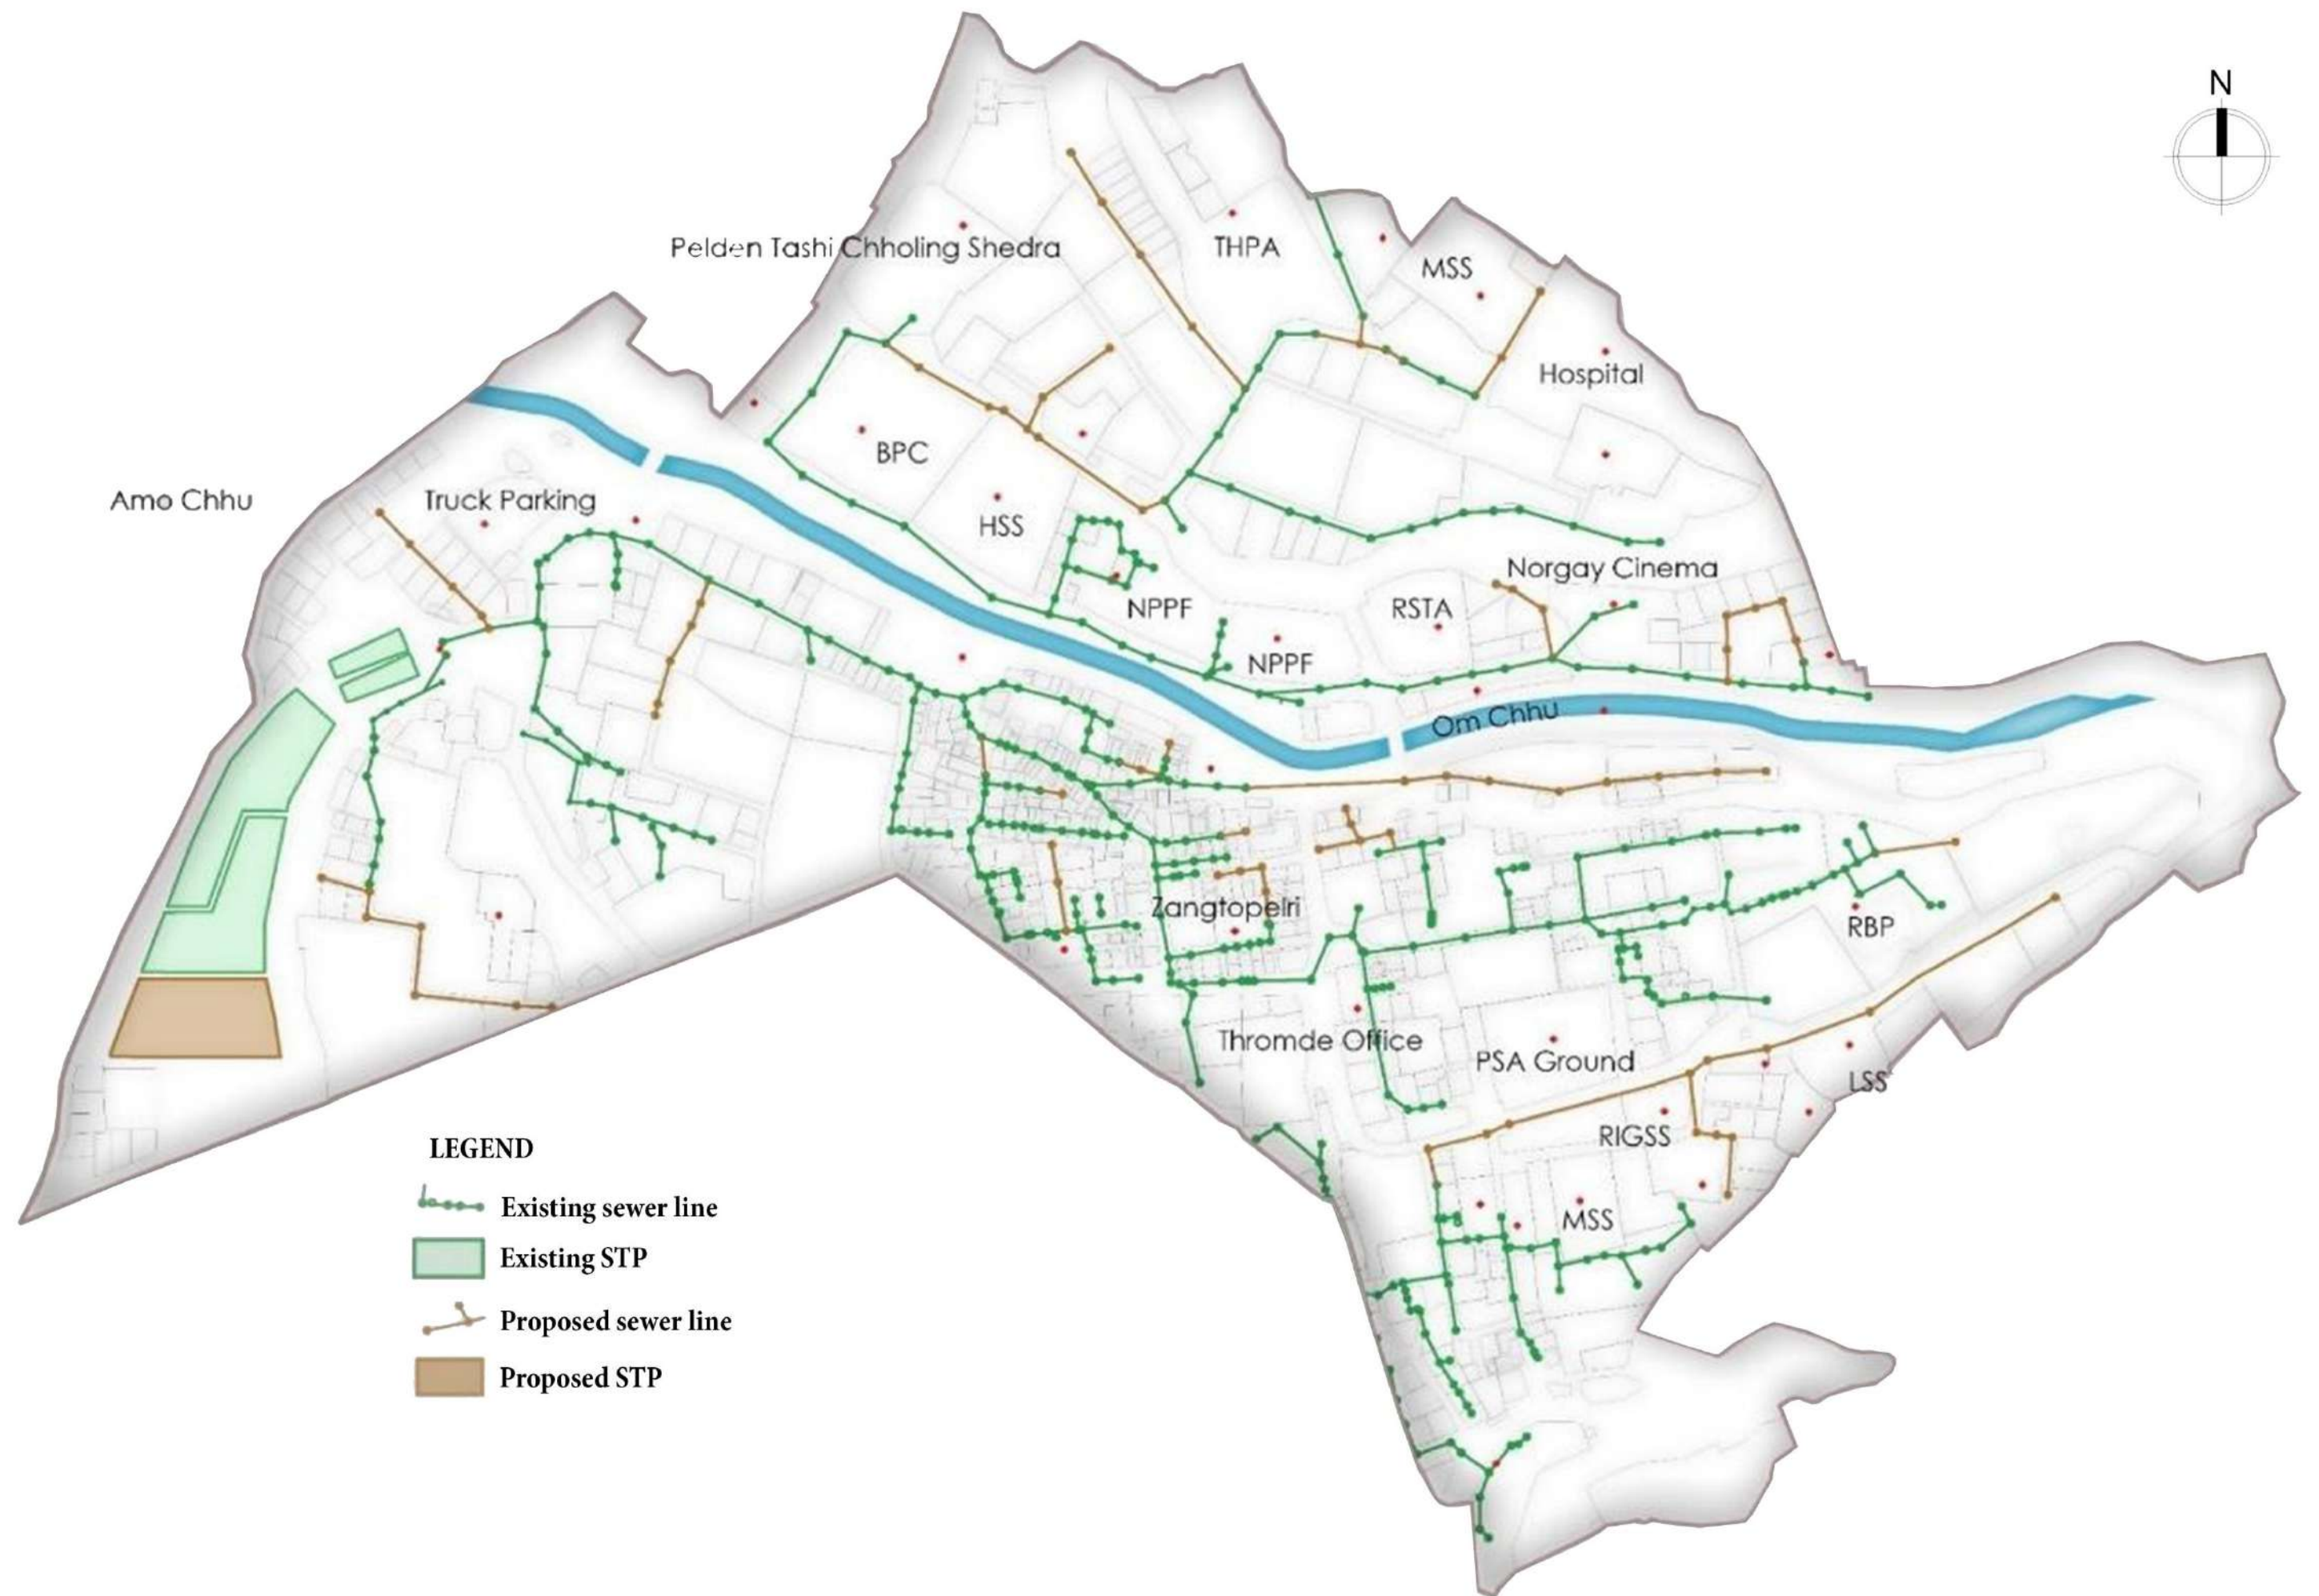 N
Pelden Tashi Chholing Shedra
THPA
MSS
Hospital
BPC
Amo Chhu
Truck Parking
HSS
Norgay Cinema
NPPF
RSTA
NPPF
Om Chhu
Zangtopelri
RBP
Thromde Office
PSA Ground
LSS
RIGSS
MSS
LEGEND
Existing sewer line
Existing STP
Proposed sewer line
Proposed STP